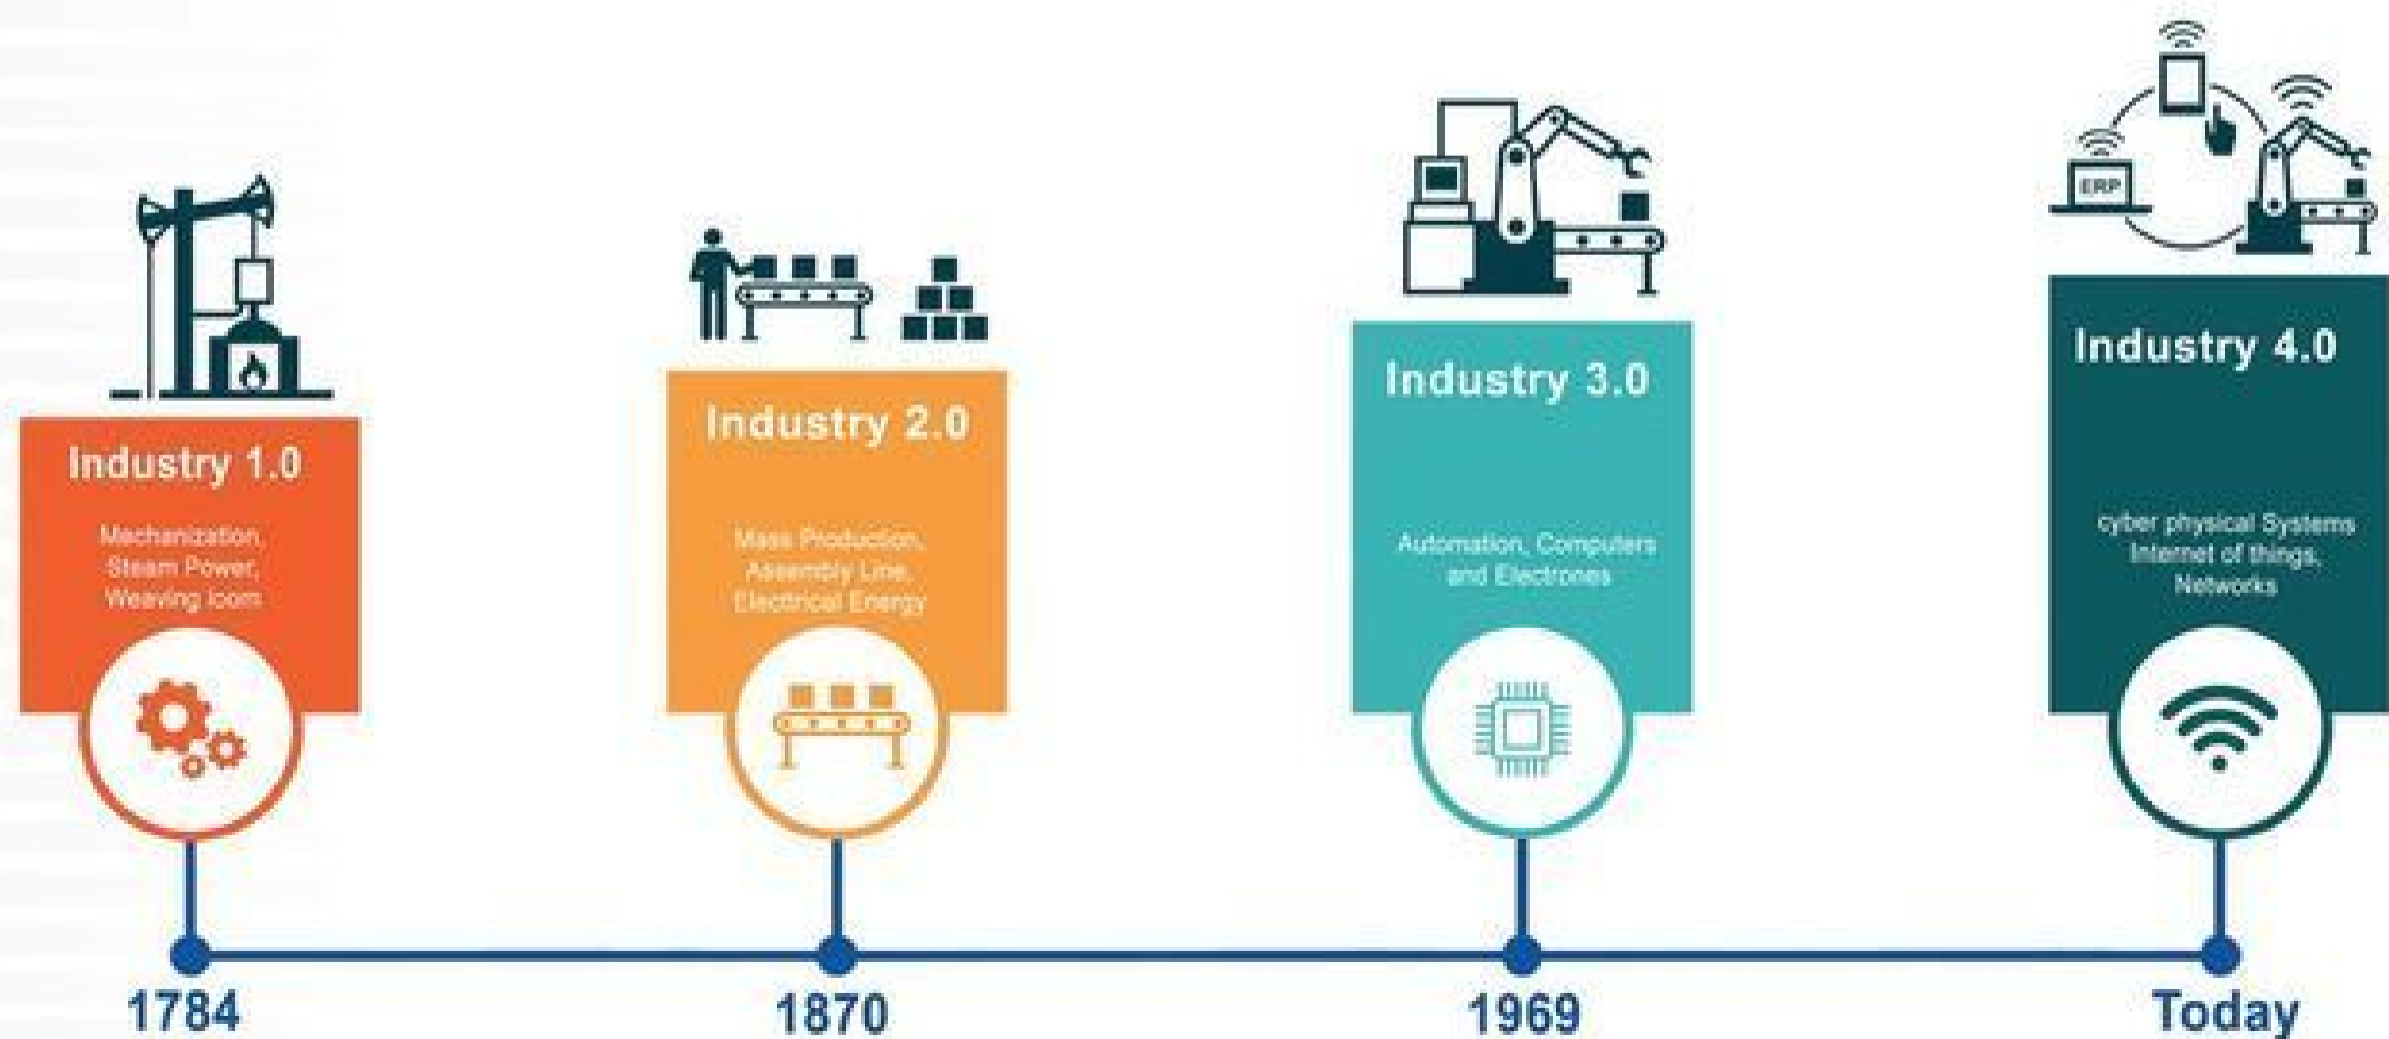 ERP
Industry 1.0
Mechanization,
Steam Power,
Weaving loom
Industry 2.0
Mass Production,
Assembly Line,
Electtrical Energy
Industry 3.0
Automation, Computers
and Electrones
Industry 4.0
cyber physical Systems
Internet of things,
Networks
1784
1870
1969
Today